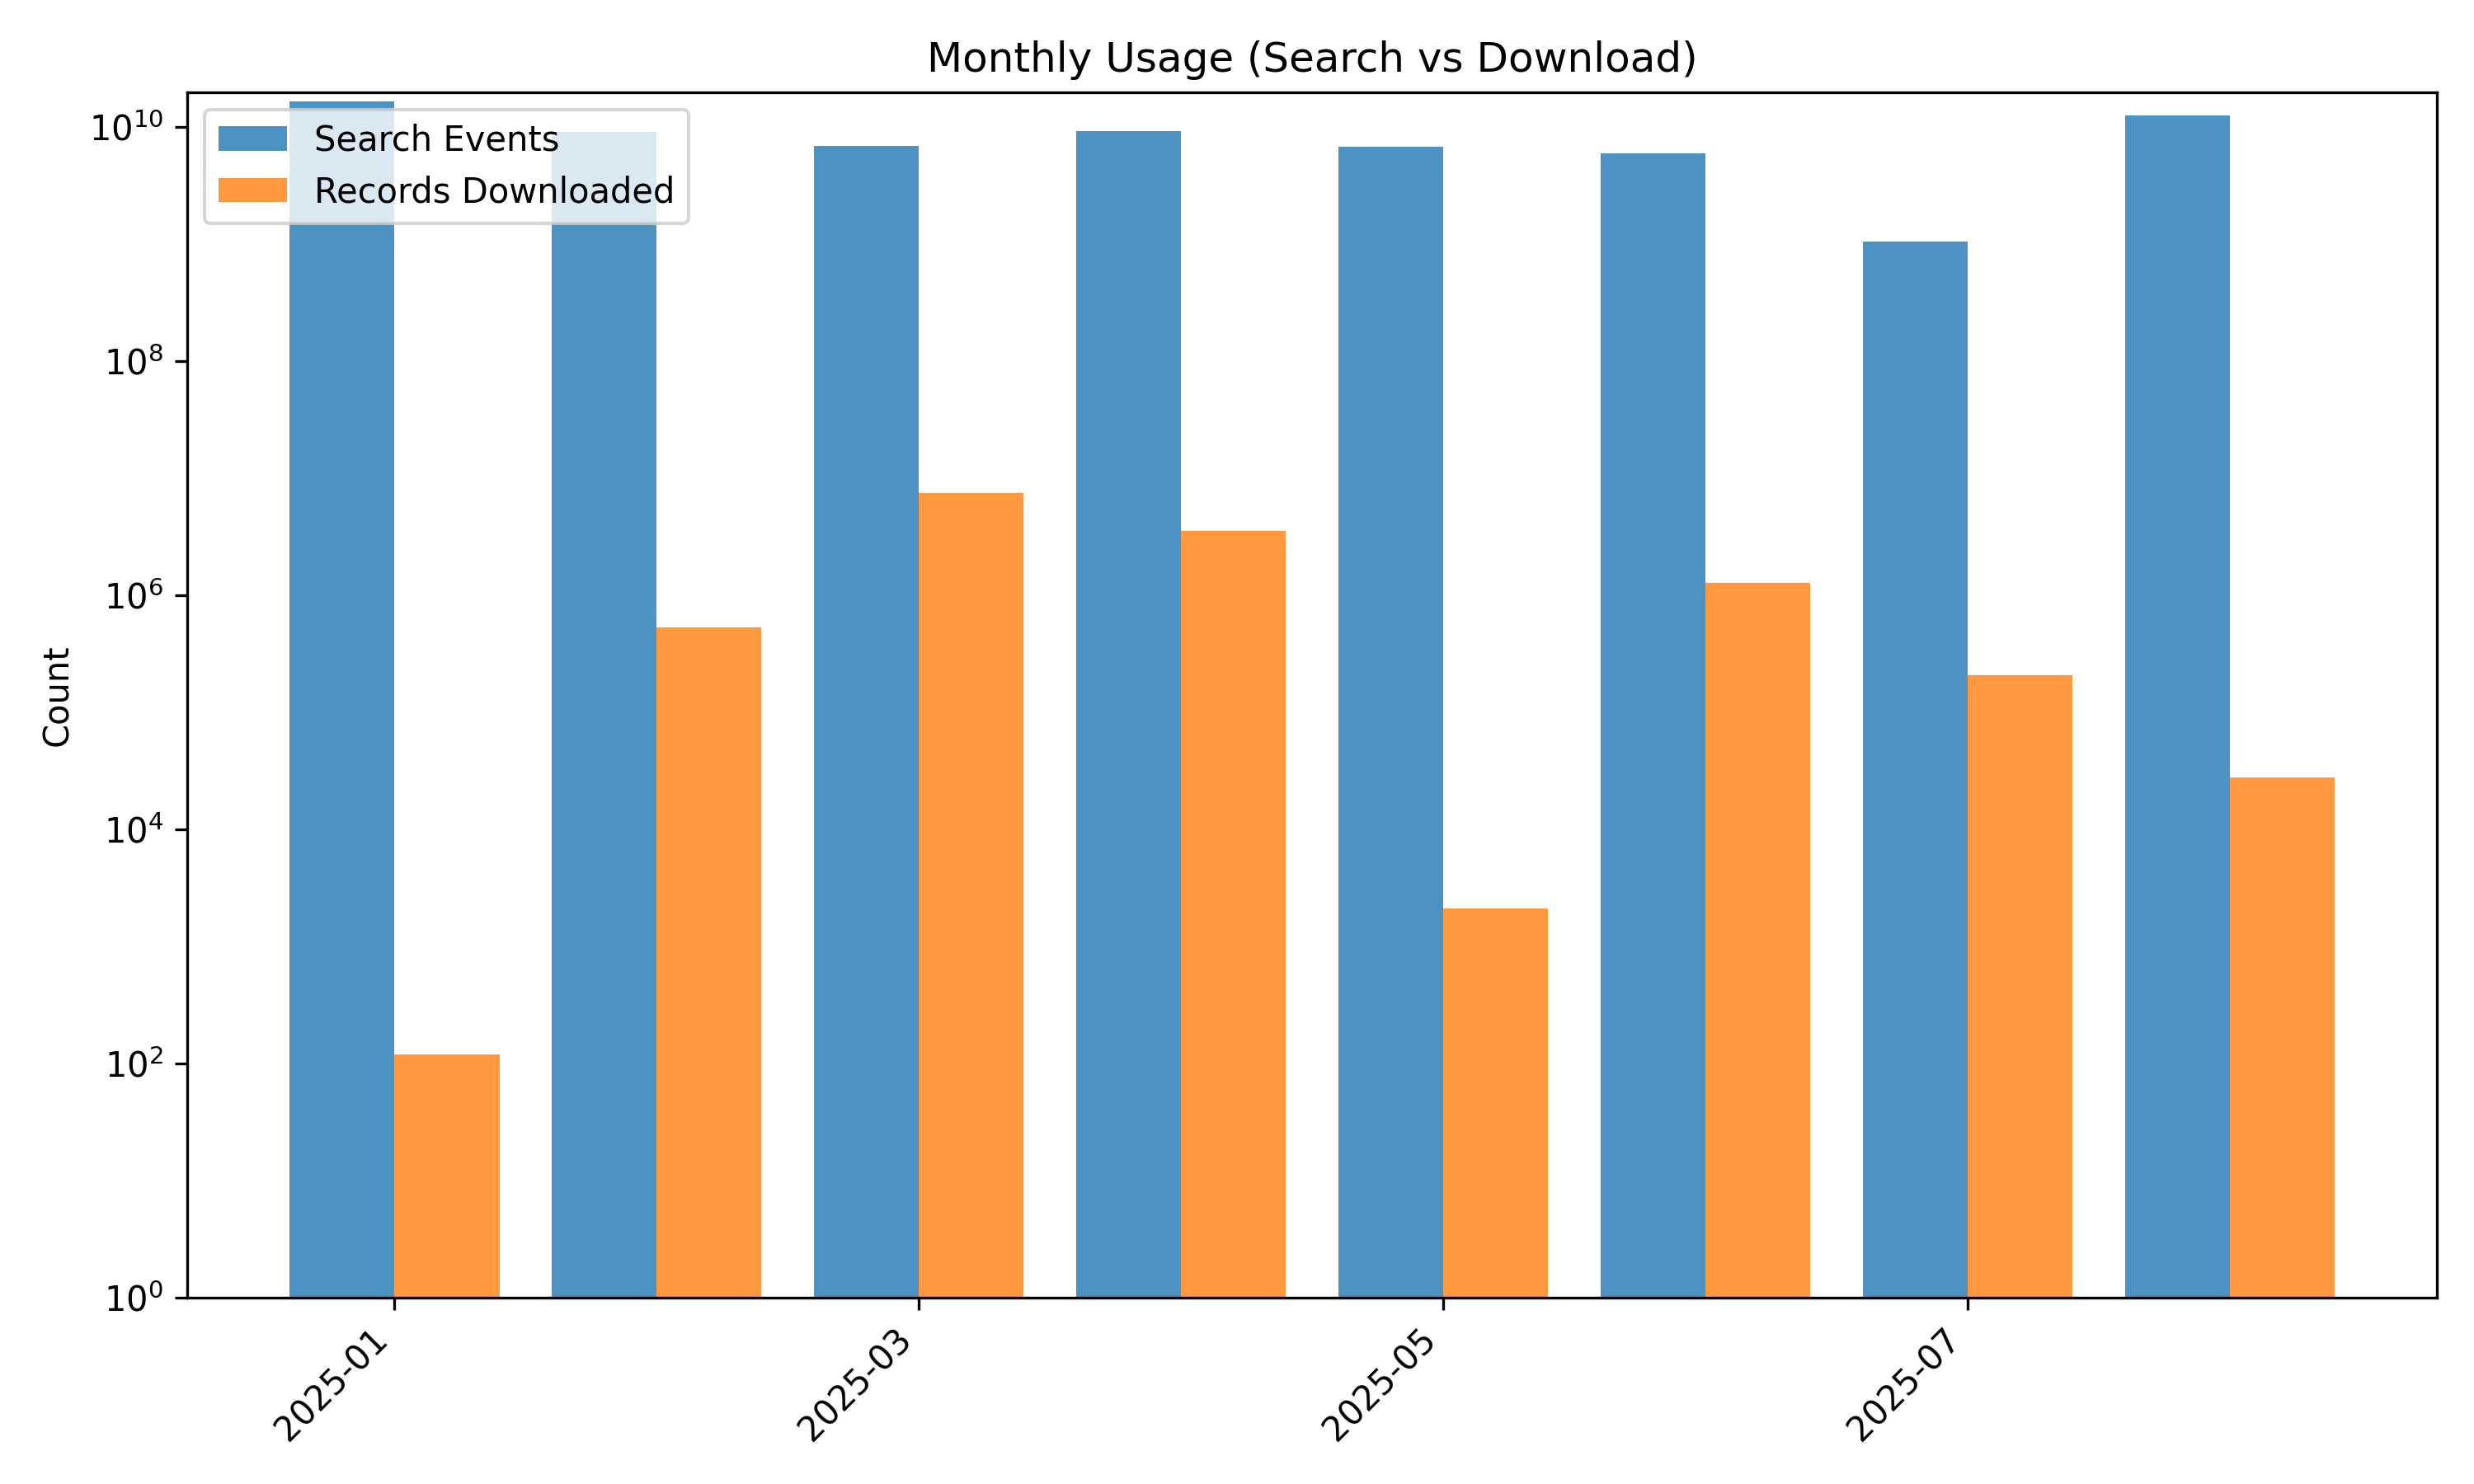 Monthly Usage (Search vs Download)
Search Events
Records Downloaded
Count
10¹⁰
10⁸
10⁶
10⁴
10²
10⁰
2025-01
2025-03
2025-05
2025-07